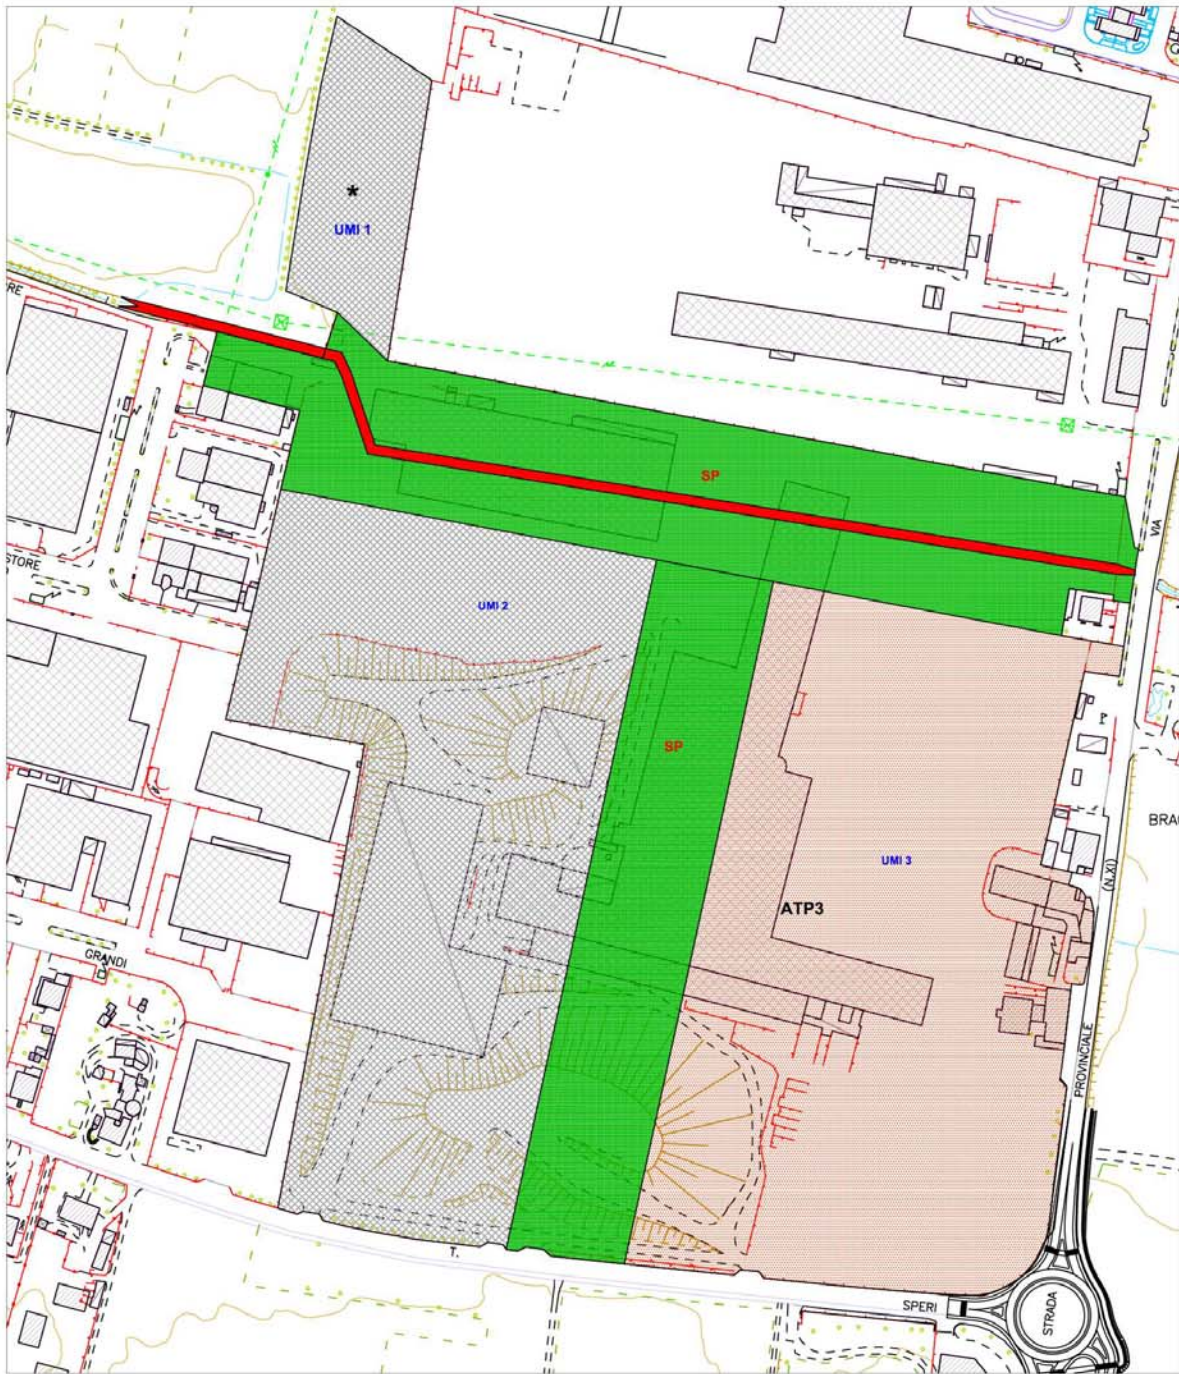 *
UMI 1
RE
SP
VIA
STORE
UMI 2
SP
BRA
UMI 3
(N.XI)
ATP3
GRANDI
PROVINCIALE
T.
SPERI
STRADA